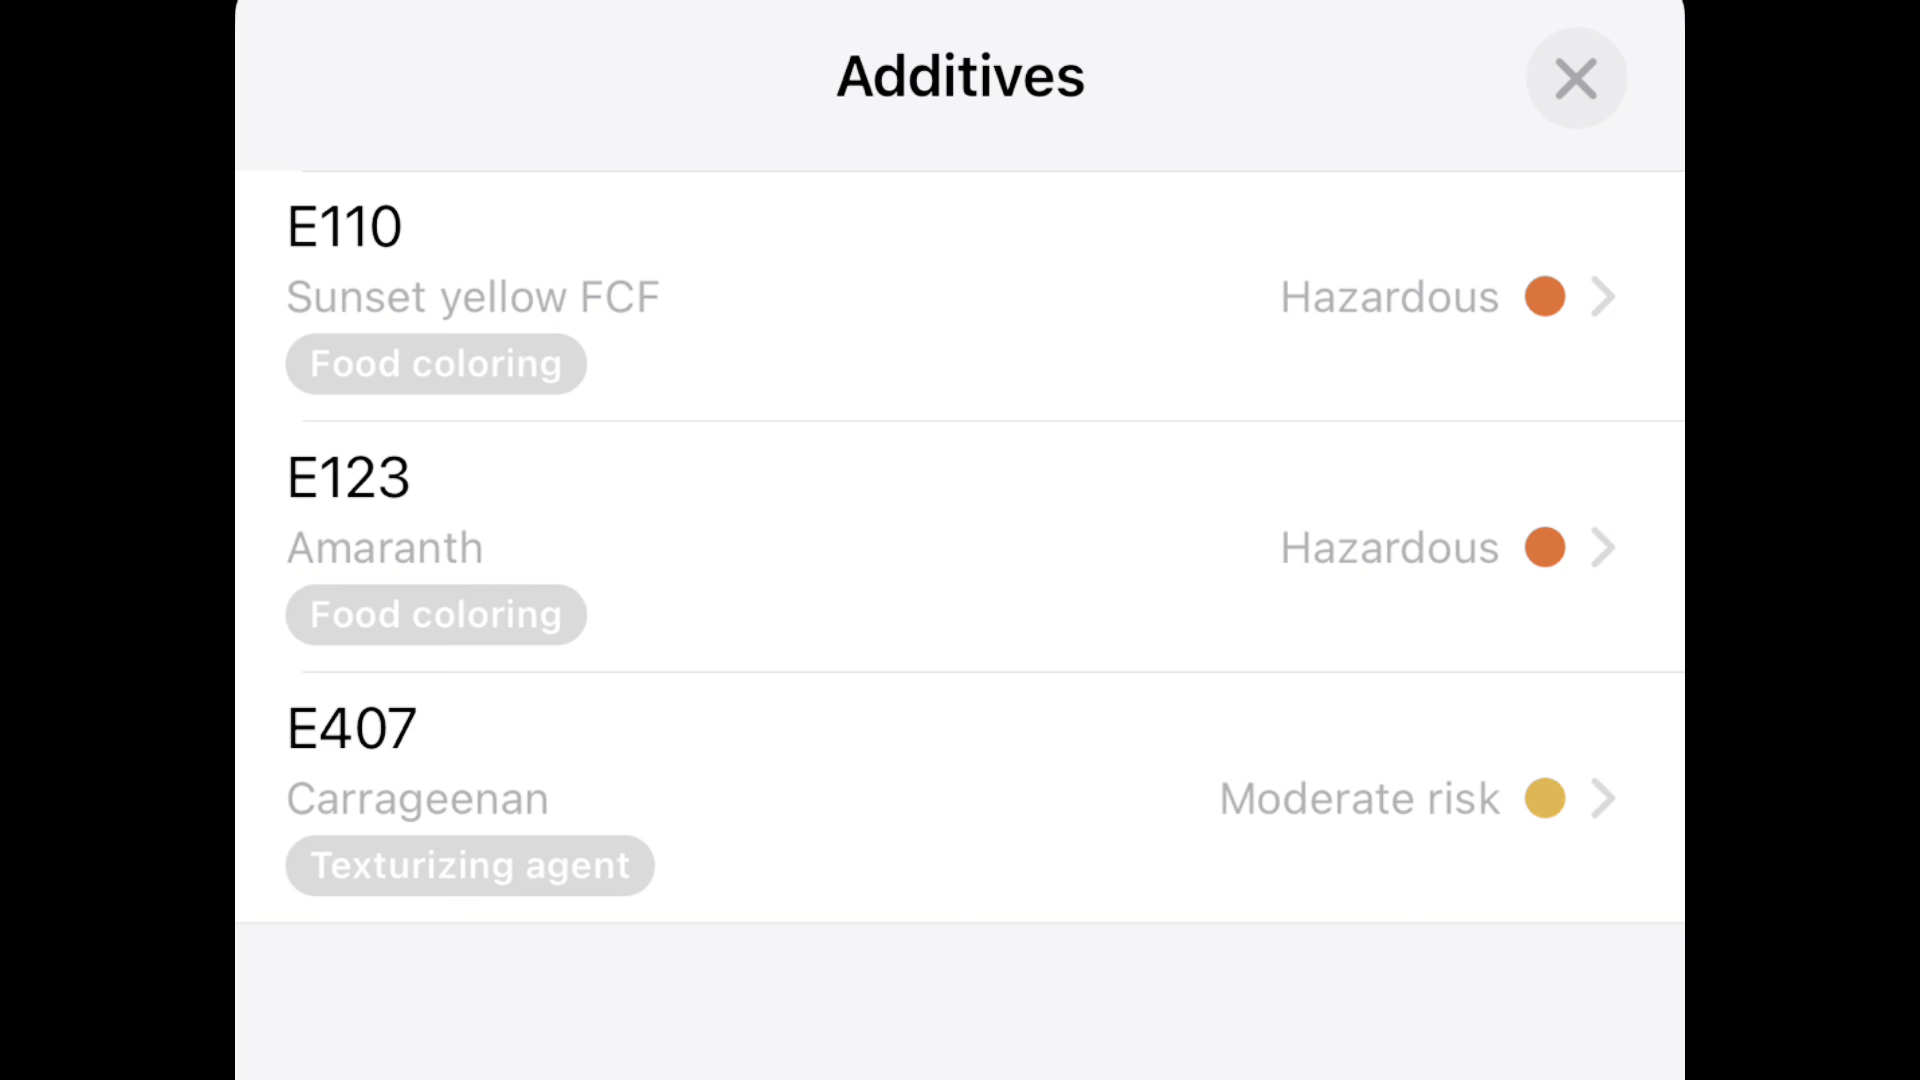 Additives
E110
Sunset yellow FCF
Hazardous
Food coloring
E123
Amaranth
Hazardous
Food coloring
E407
Carrageenan
Moderate risk
Texturizing agent